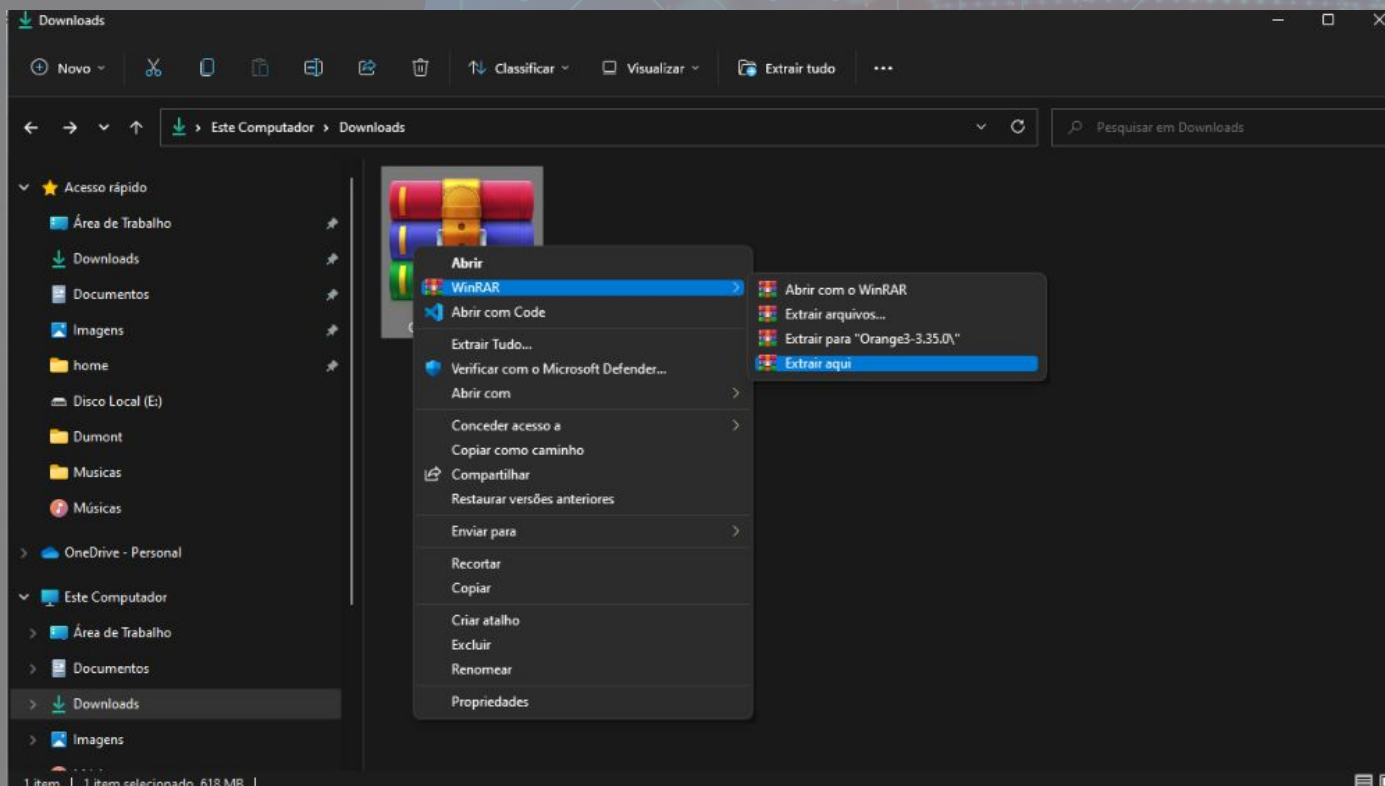 Downloads
Novo
Classificar
Visualizar
Extrair tudo
Este Computador > Downloads
Pesquisar em Downloads
Acesso rápido
Área de Trabalho
Downloads
Documentos
Imagens
home
Disco Local (E:)
Dumont
Musicas
Músicas
OneDrive - Personal
Este Computador
Área de Trabalho
Documentos
Downloads
Imagens
Abrir
WinRAR
Abrir com Code
Extrair Tudo...
Verificar com o Microsoft Defender...
Abrir com
Conceder acesso a
Copiar como caminho
Compartilhar
Restaurar versões anteriores
Enviar para
Recortar
Copiar
Criar atalho
Excluir
Renomear
Propriedades
Abrir com o WinRAR
Extrair arquivos...
Extrair para "Orange3-3.35.0\"
Extrair aqui
1 item | 1 item selecionado 618 MB |